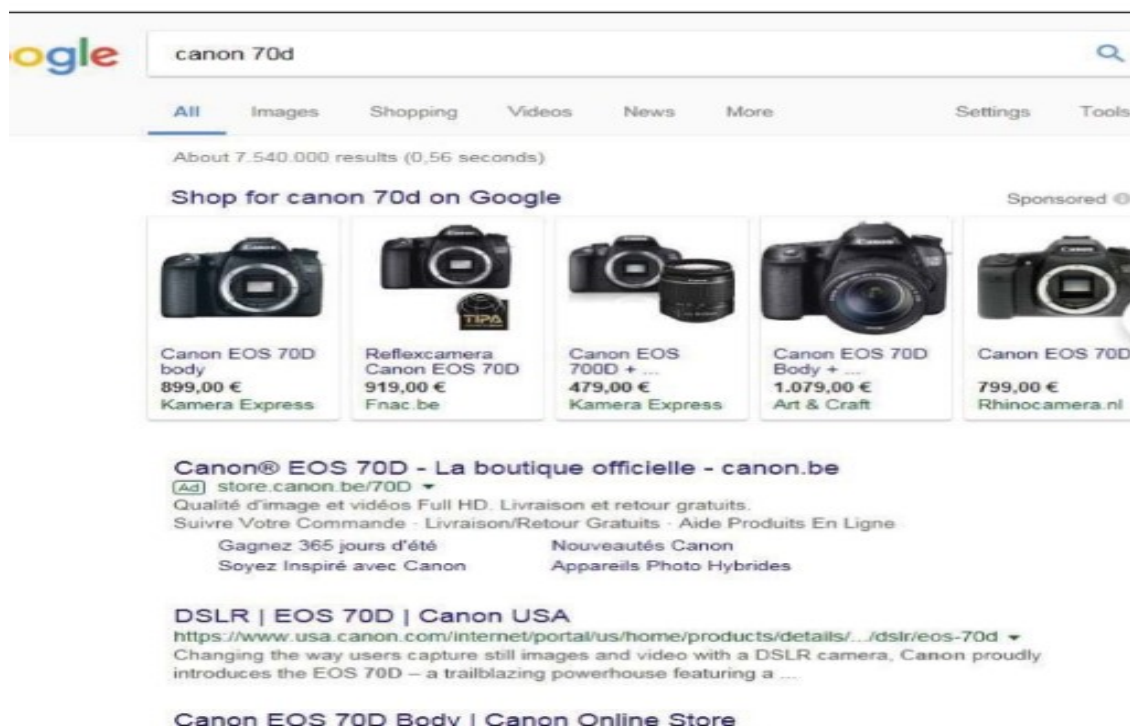 ogle
canon 70d
All Images Shopping Videos News More Settings Tools
About 7.540.000 results (0,56 seconds)
Shop for canon 70d on Google
Sponsored
Canon EOS 70D
body
899,00 €
Kamera Express
TIPA
Reflexcamera
Canon EOS 70D
919,00 €
Fnac.be
Canon EOS
700D + ...
479,00 €
Kamera Express
Canon EOS 70D
Body + ...
1.079,00 €
Art & Craft
Canon EOS 70D
799,00 €
Rhinocamera.nl
Canon® EOS 70D - La boutique officielle - canon.be
Ad store.canon.be/70D
Qualité d'image et vidéos Full HD. Livraison et retour gratuits.
Suivre Votre Commande · Livraison/Retour Gratuits · Aide Produits En Ligne
Gagnez 365 jours d'été Nouveautés Canon
Soyez Inspiré avec Canon Appareils Photo Hybrides
DSLR | EOS 70D | Canon USA
https://www.usa.canon.com/internet/portal/us/home/products/details/.../dslr/eos-70d
Changing the way users capture still images and video with a DSLR camera, Canon proudly
introduces the EOS 70D – a trailblazing powerhouse featuring a ...
Canon EOS 70D Body | Canon Online Store